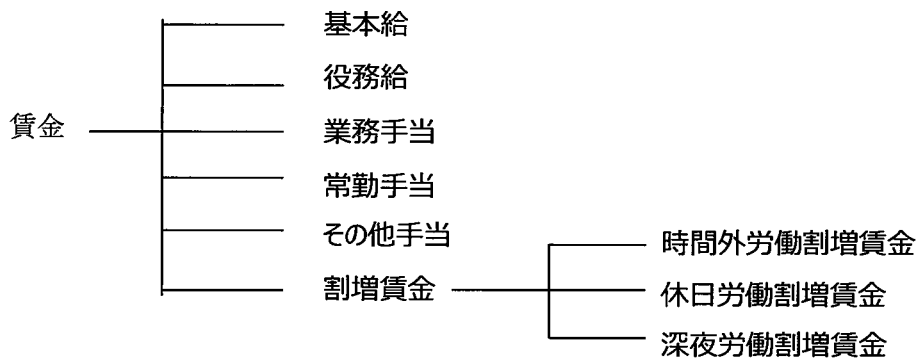 基本給
役務給
賃金
業務手当
常勤手当
その他手当
時間外労働割増賃金
割増賃金
休日労働割増賃金
深夜労働割増賃金